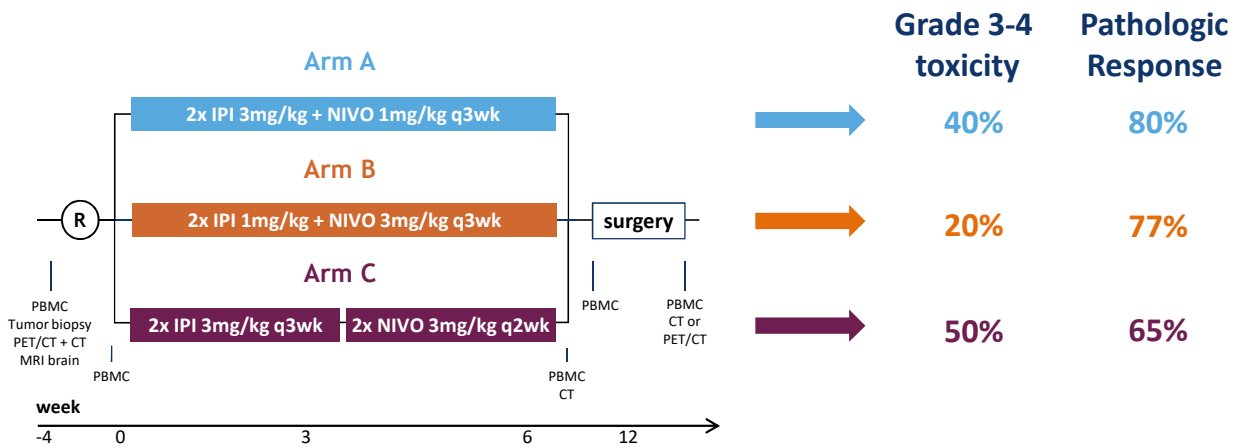 Grade 3-4
toxicity
Pathologic
Response
Arm A
2x IPI 3mg/kg + NIVO 1mg/kg q3wk
40%
80%
Arm B
R
2x IPI 1mg/kg + NIVO 3mg/kg q3wk
surgery
20%
77%
Arm C
2x IPI 3mg/kg q3wk
2x NIVO 3mg/kg q2wk
50%
65%
PBMC
Tumor biopsy
PET/CT + CT
MRI brain
PBMC
PBMC
CT
PBMC
PBMC
CT or
PET/CT
week
-4 0 3 6 12